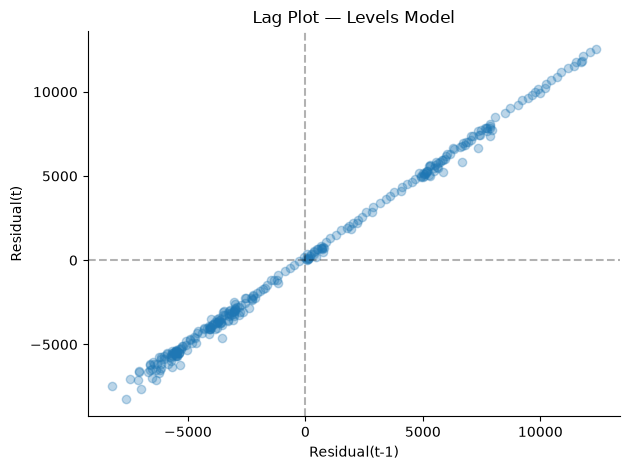 Lag Plot — Levels Model
Residual(t)
10000
5000
0
−5000
−5000 0 5000 10000
Residual(t-1)